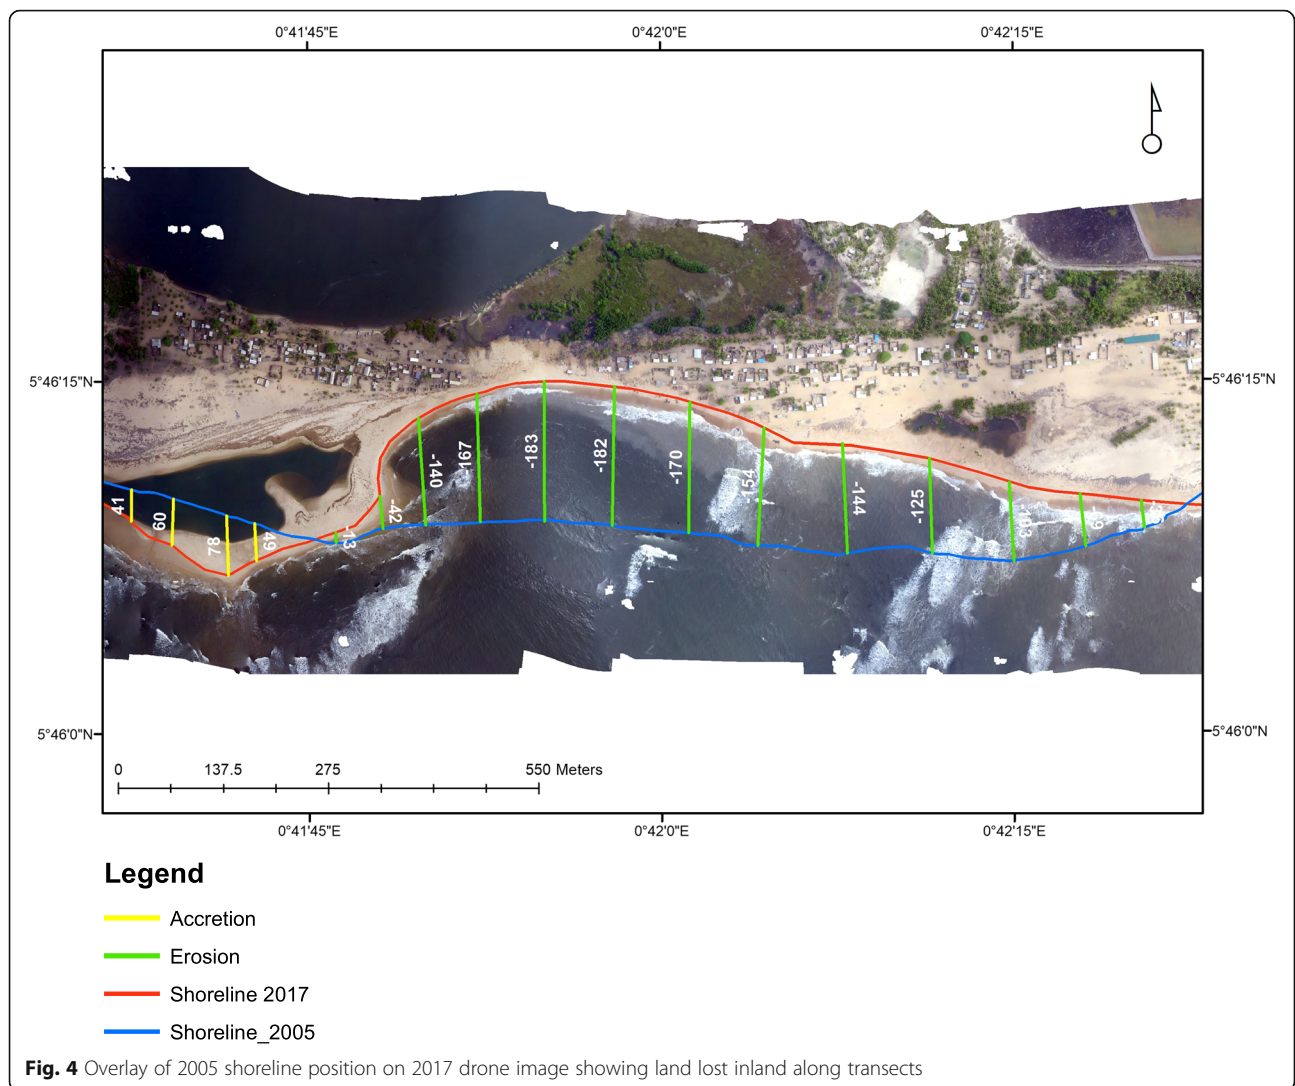 0°41'45"E 0°42'0"E 0°42'15"E
5°46'15"N 5°46'15"N
41
60
78
49
-13
-42
-140
-167
-183
-182
-170
-154
-144
-125
-103
5°46'0"N 5°46'0"N
0 137.5 275 550 Meters
0°41'45"E 0°42'0"E 0°42'15"E
Legend
Accretion
Erosion
Shoreline 2017
Shoreline_2005
Fig. 4 Overlay of 2005 shoreline position on 2017 drone image showing land lost inland along transects